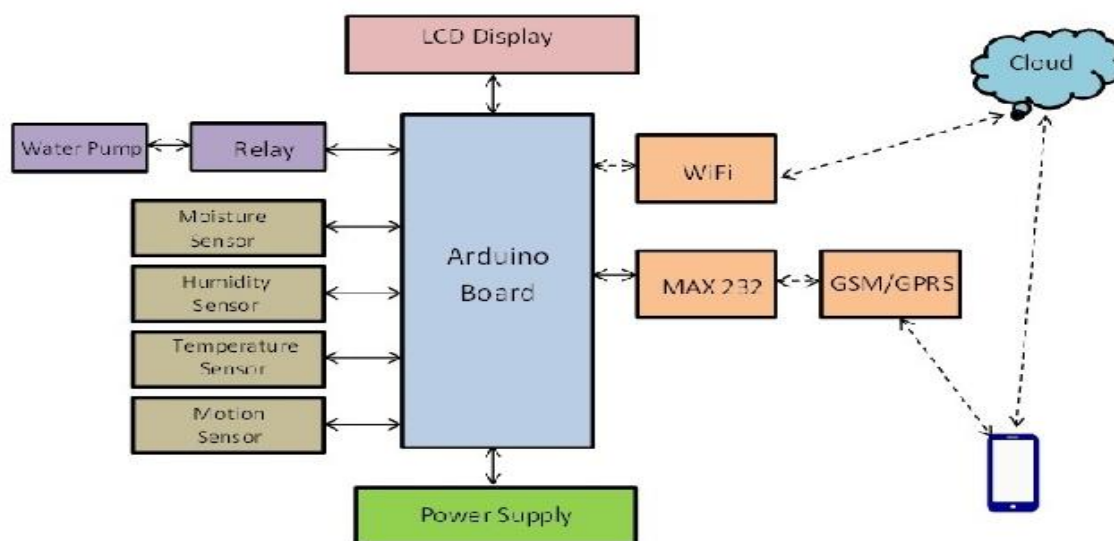 LCD Display
Cloud
Water Pump
Relay
WiFi
Moisture
Sensor
Arduino
Board
Humidity
Sensor
MAX 232
GSM/GPRS
Temperature
Sensor
Motion
Sensor
Power Supply